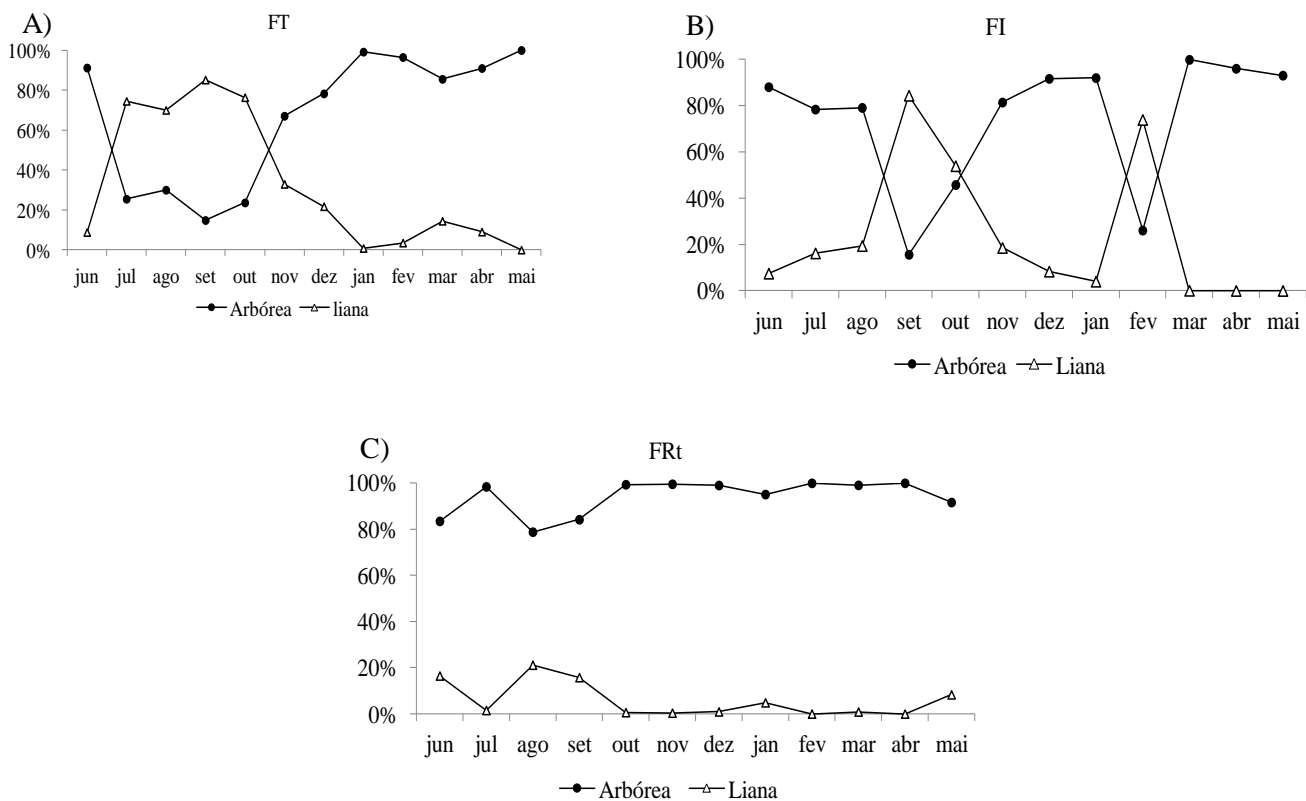 A)
FT
100%
80%
60%
40%
20%
0%
jun jul ago set out nov dez jan fev mar abr mai
Arbórea liana
B)
FI
100%
80%
60%
40%
20%
0%
jun jul ago set out nov dez jan fev mar abr mai
Arbórea Liana
C)
FRt
100%
80%
60%
40%
20%
0%
jun jul ago set out nov dez jan fev mar abr mai
Arbórea Liana